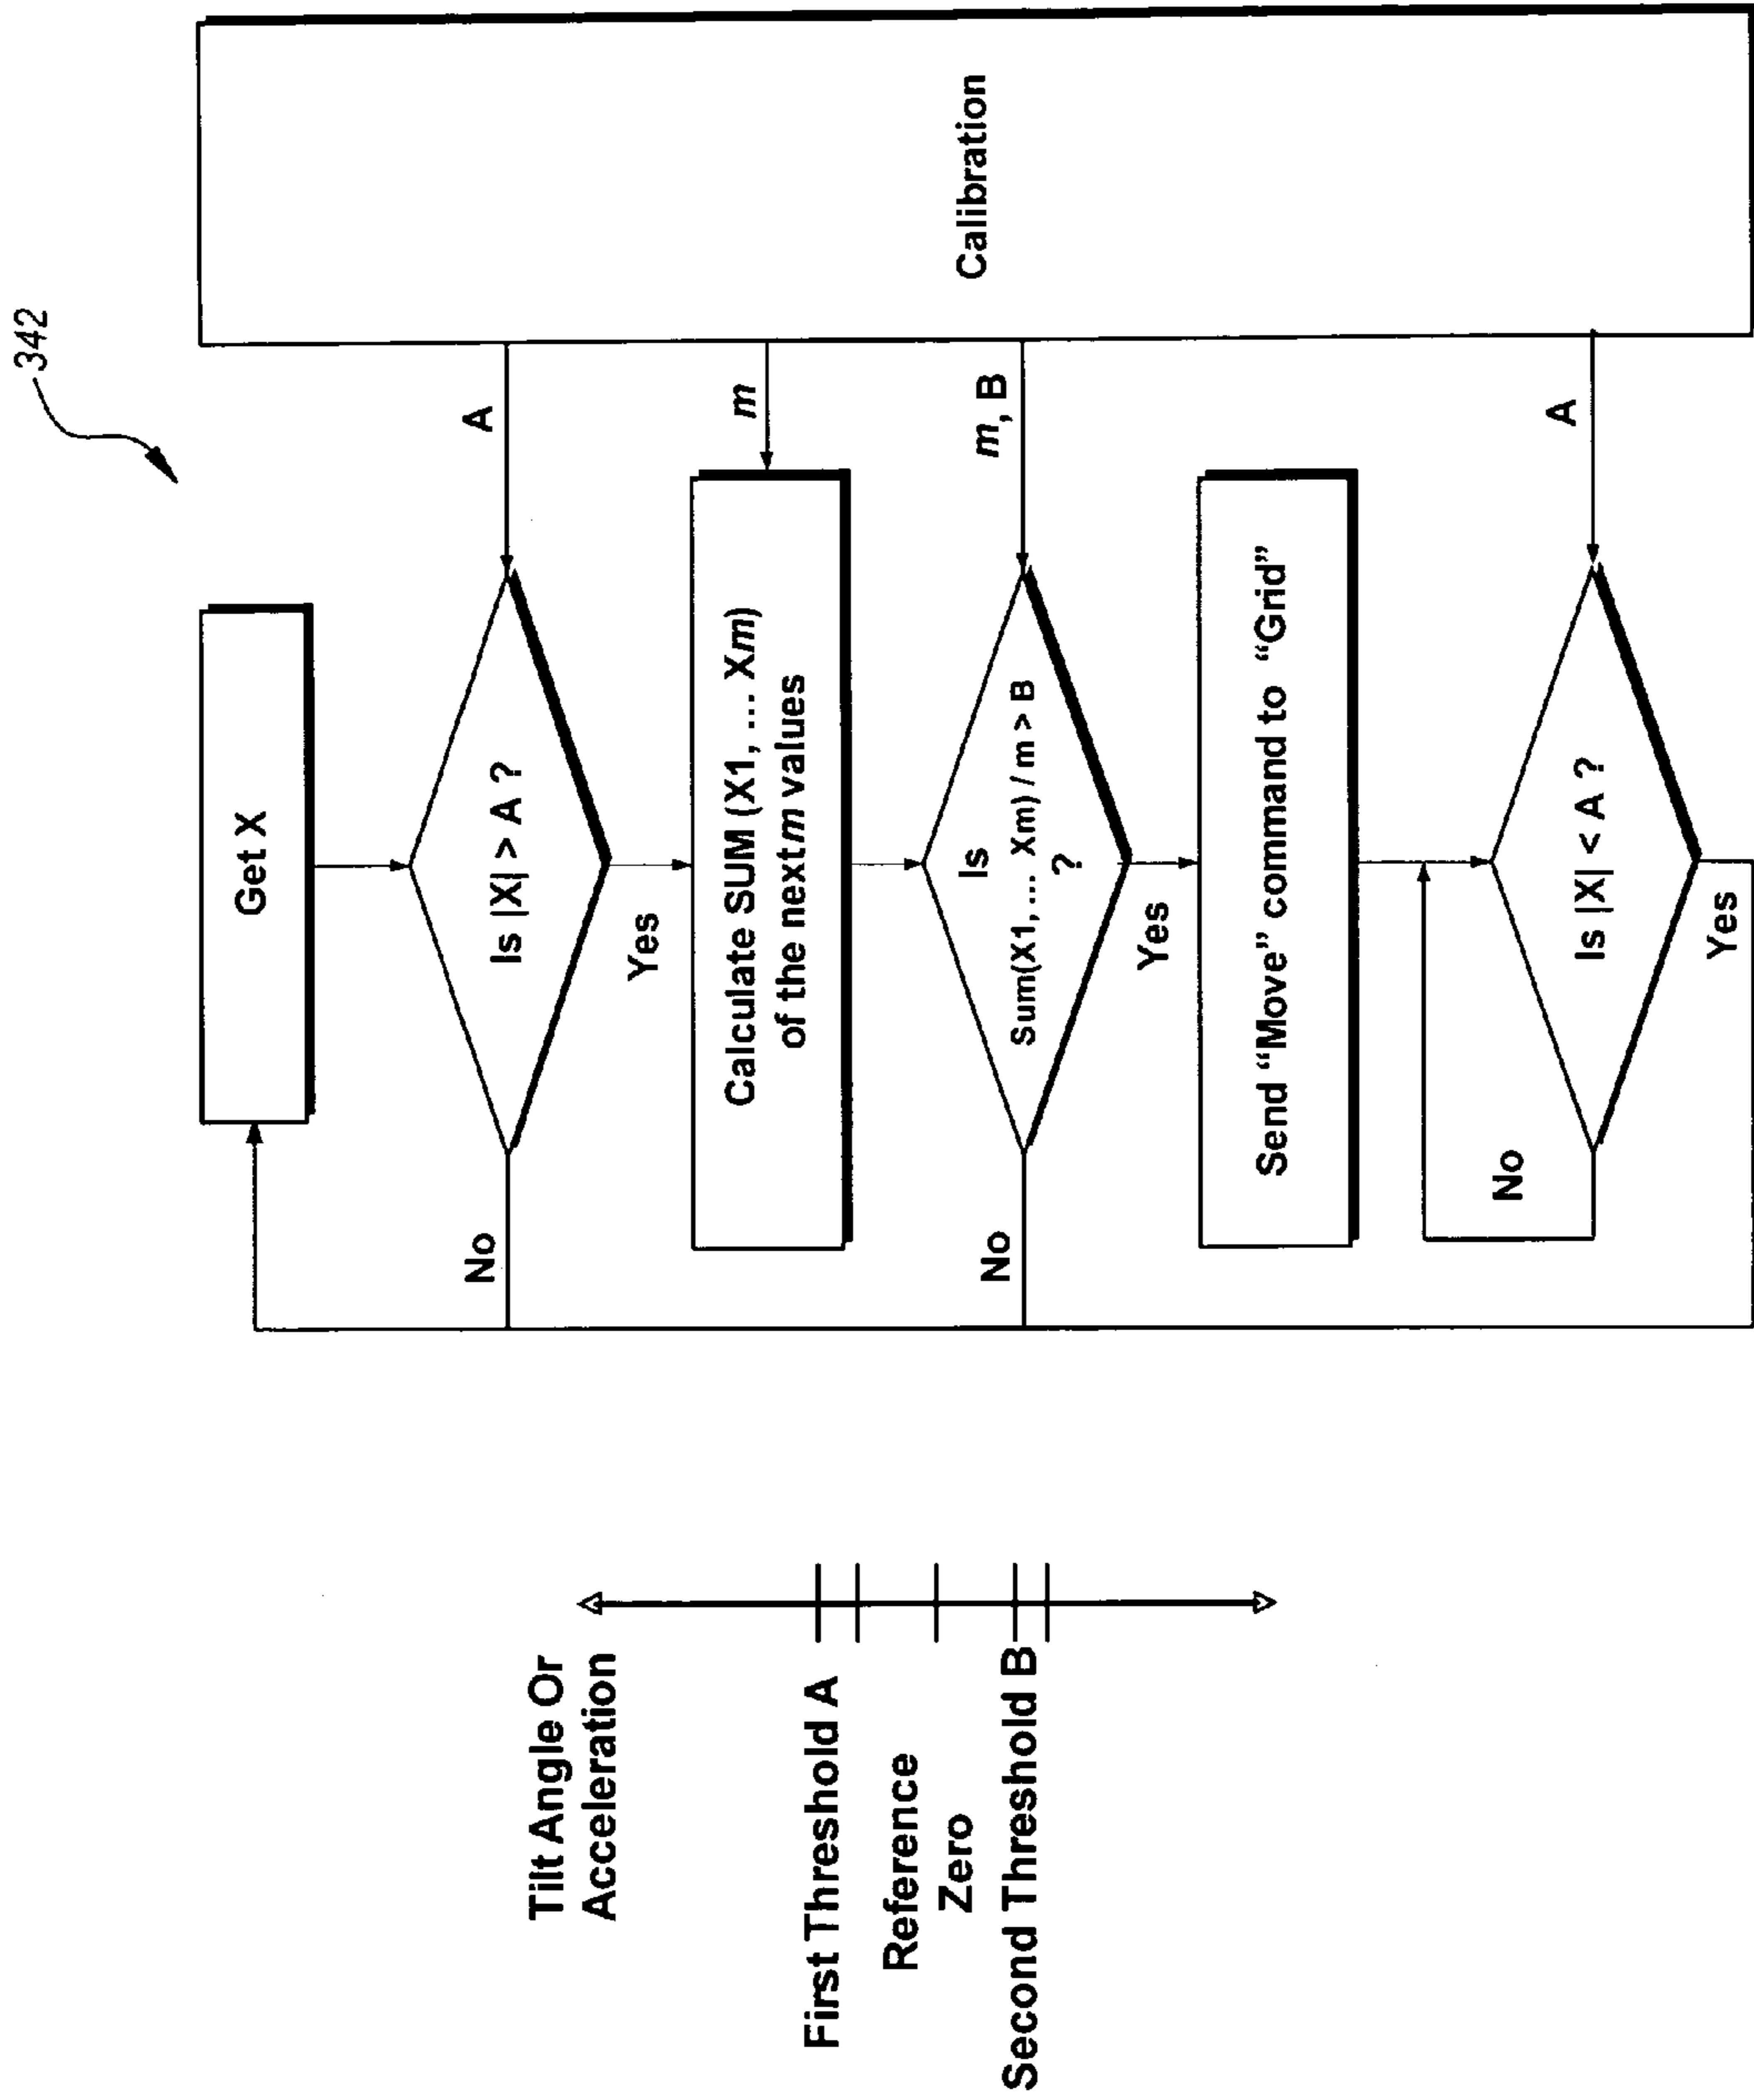 342
Tilt Angle Or
Acceleration
First Threshold A
Reference
Zero
Second Threshold B
Get X
Is |X| > A ?
No
Yes
A
Calculate SUM (X1, ... Xm)
of the next m values
m
Is
Sum(X1, ... Xm) / m > B
?
No
Yes
m, B
Send “Move” command to “Grid”
Is |X| < A ?
No
Yes
A
Calibration